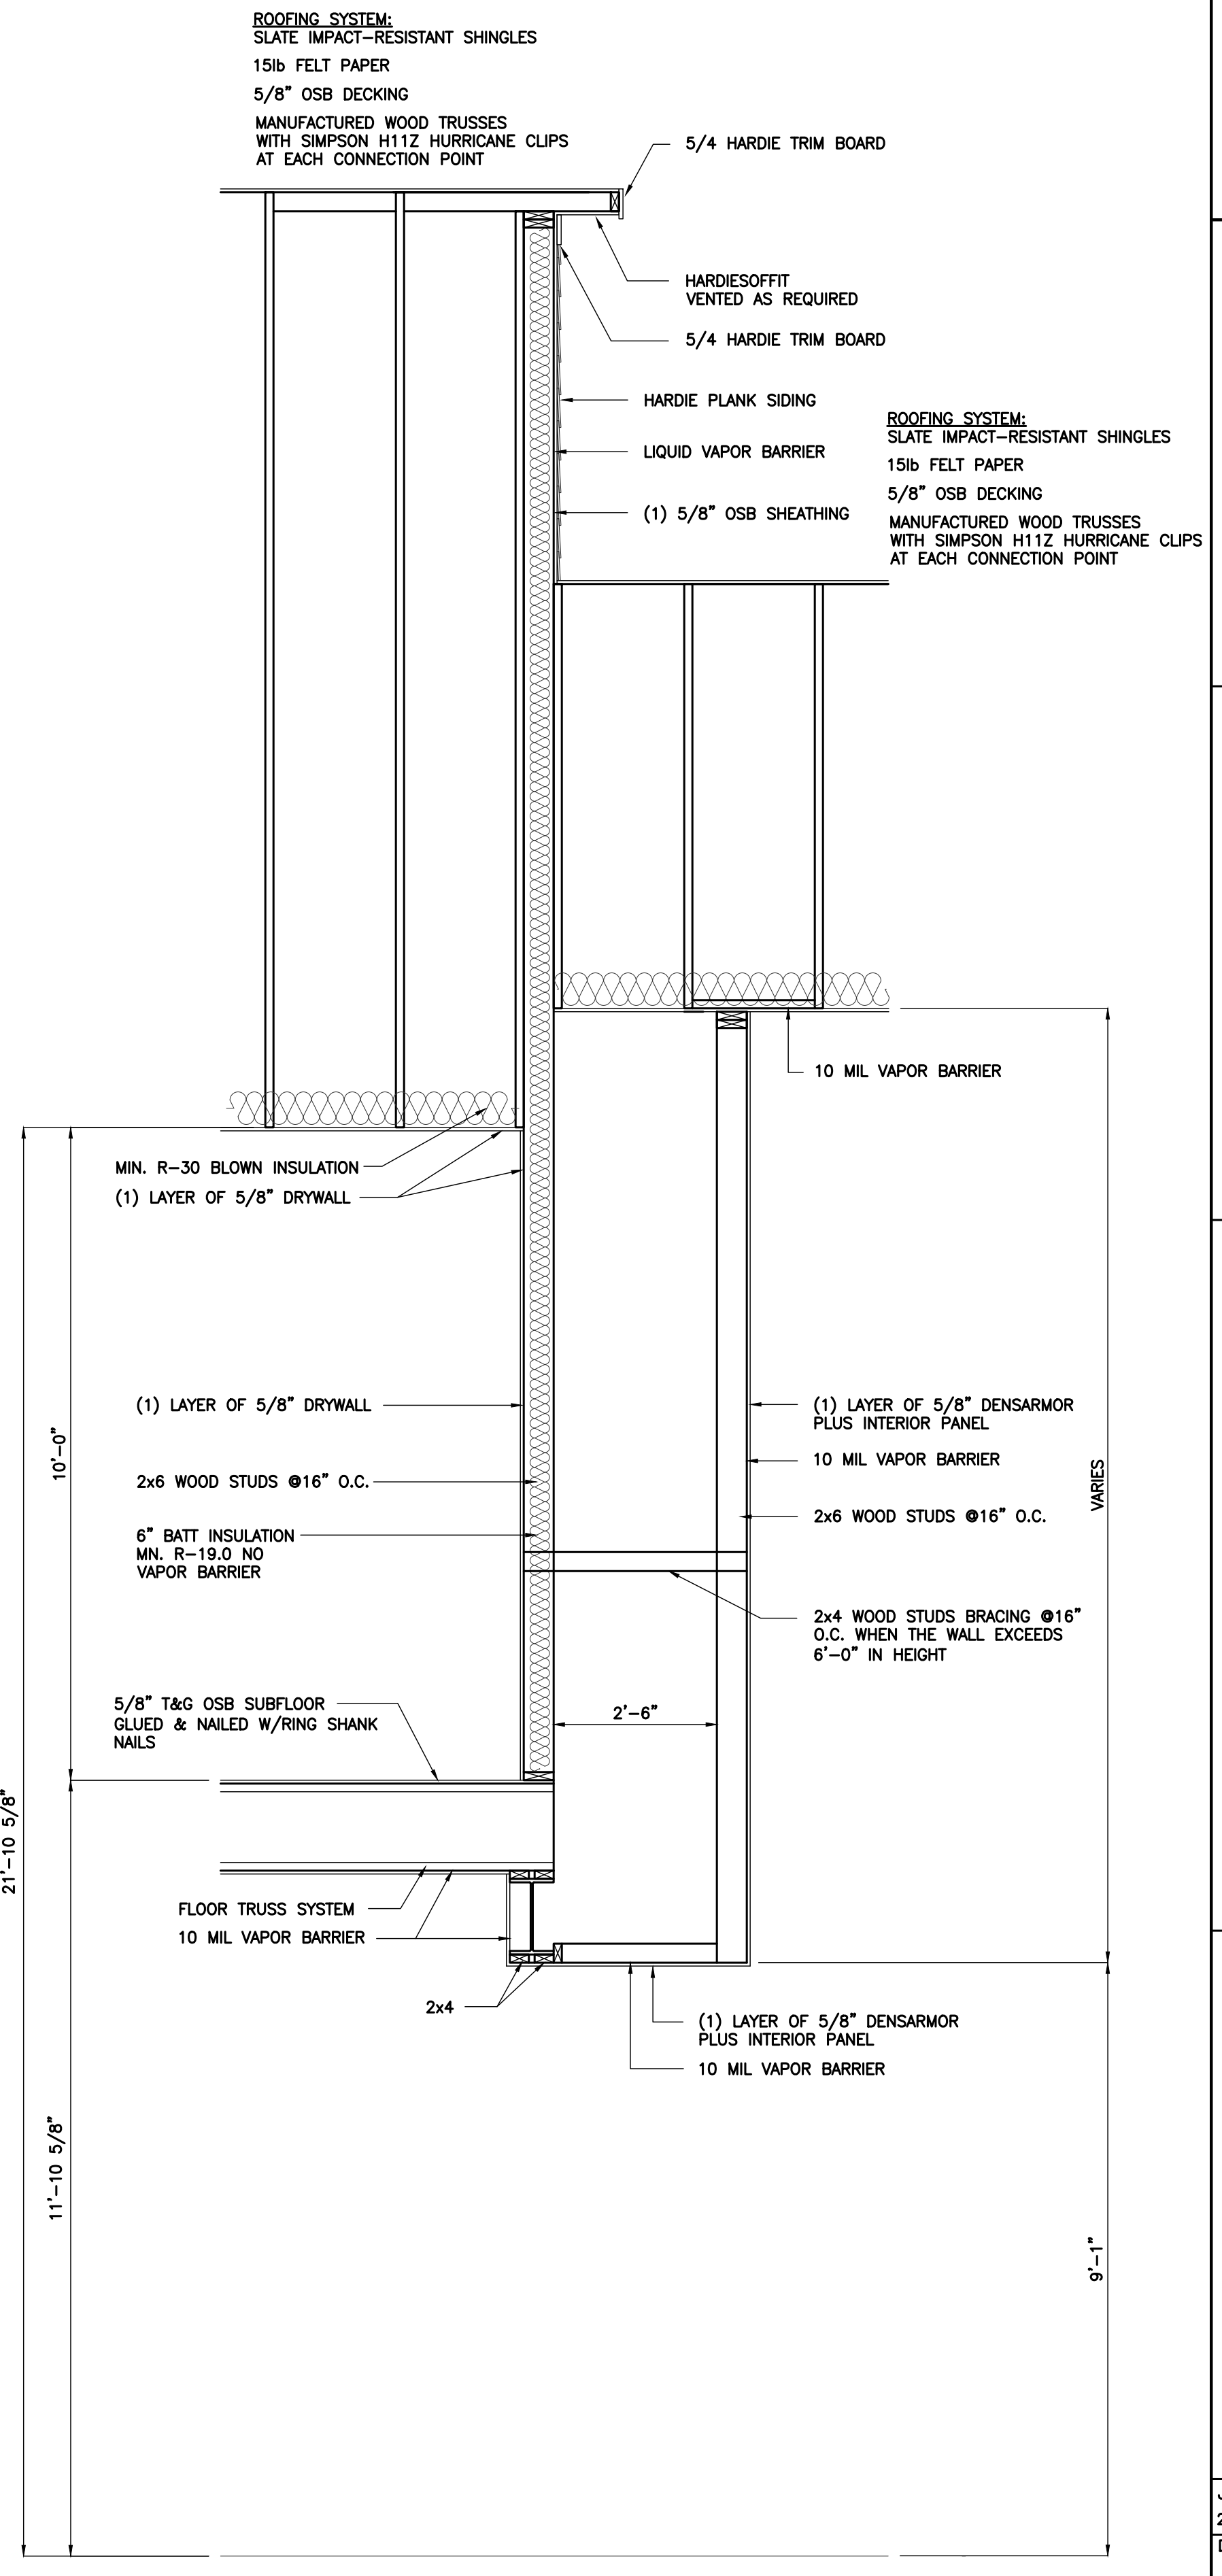 ROOFING SYSTEM:
SLATE IMPACT-RESISTANT SHINGLES
15lb FELT PAPER
5/8" OSB DECKING
MANUFACTURED WOOD TRUSSES
WITH SIMPSON H11Z HURRICANE CLIPS
AT EACH CONNECTION POINT
5/4 HARDIE TRIM BOARD
HARDIESOFFIT
VENTED AS REQUIRED
5/4 HARDIE TRIM BOARD
HARDIE PLANK SIDING
LIQUID VAPOR BARRIER
(1) 5/8" OSB SHEATHING
ROOFING SYSTEM:
SLATE IMPACT-RESISTANT SHINGLES
15lb FELT PAPER
5/8" OSB DECKING
MANUFACTURED WOOD TRUSSES
WITH SIMPSON H11Z HURRICANE CLIPS
AT EACH CONNECTION POINT
10 MIL VAPOR BARRIER
MIN. R-30 BLOWN INSULATION
(1) LAYER OF 5/8" DRYWALL
(1) LAYER OF 5/8" DRYWALL
2x6 WOOD STUDS @16" O.C.
6" BATT INSULATION
MN. R-19.0 NO
VAPOR BARRIER
10'-0"
(1) LAYER OF 5/8" DENSARMOR
PLUS INTERIOR PANEL
10 MIL VAPOR BARRIER
2x6 WOOD STUDS @16" O.C.
VARIES
2x4 WOOD STUDS BRACING @16"
O.C. WHEN THE WALL EXCEEDS
6'-0" IN HEIGHT
5/8" T&G OSB SUBFLOOR
GLUED & NAILED W/RING SHANK
NAILS
2'-6"
21'-10 5/8"
FLOOR TRUSS SYSTEM
10 MIL VAPOR BARRIER
2x4
(1) LAYER OF 5/8" DENSARMOR
PLUS INTERIOR PANEL
10 MIL VAPOR BARRIER
11'-10 5/8"
9'-1"